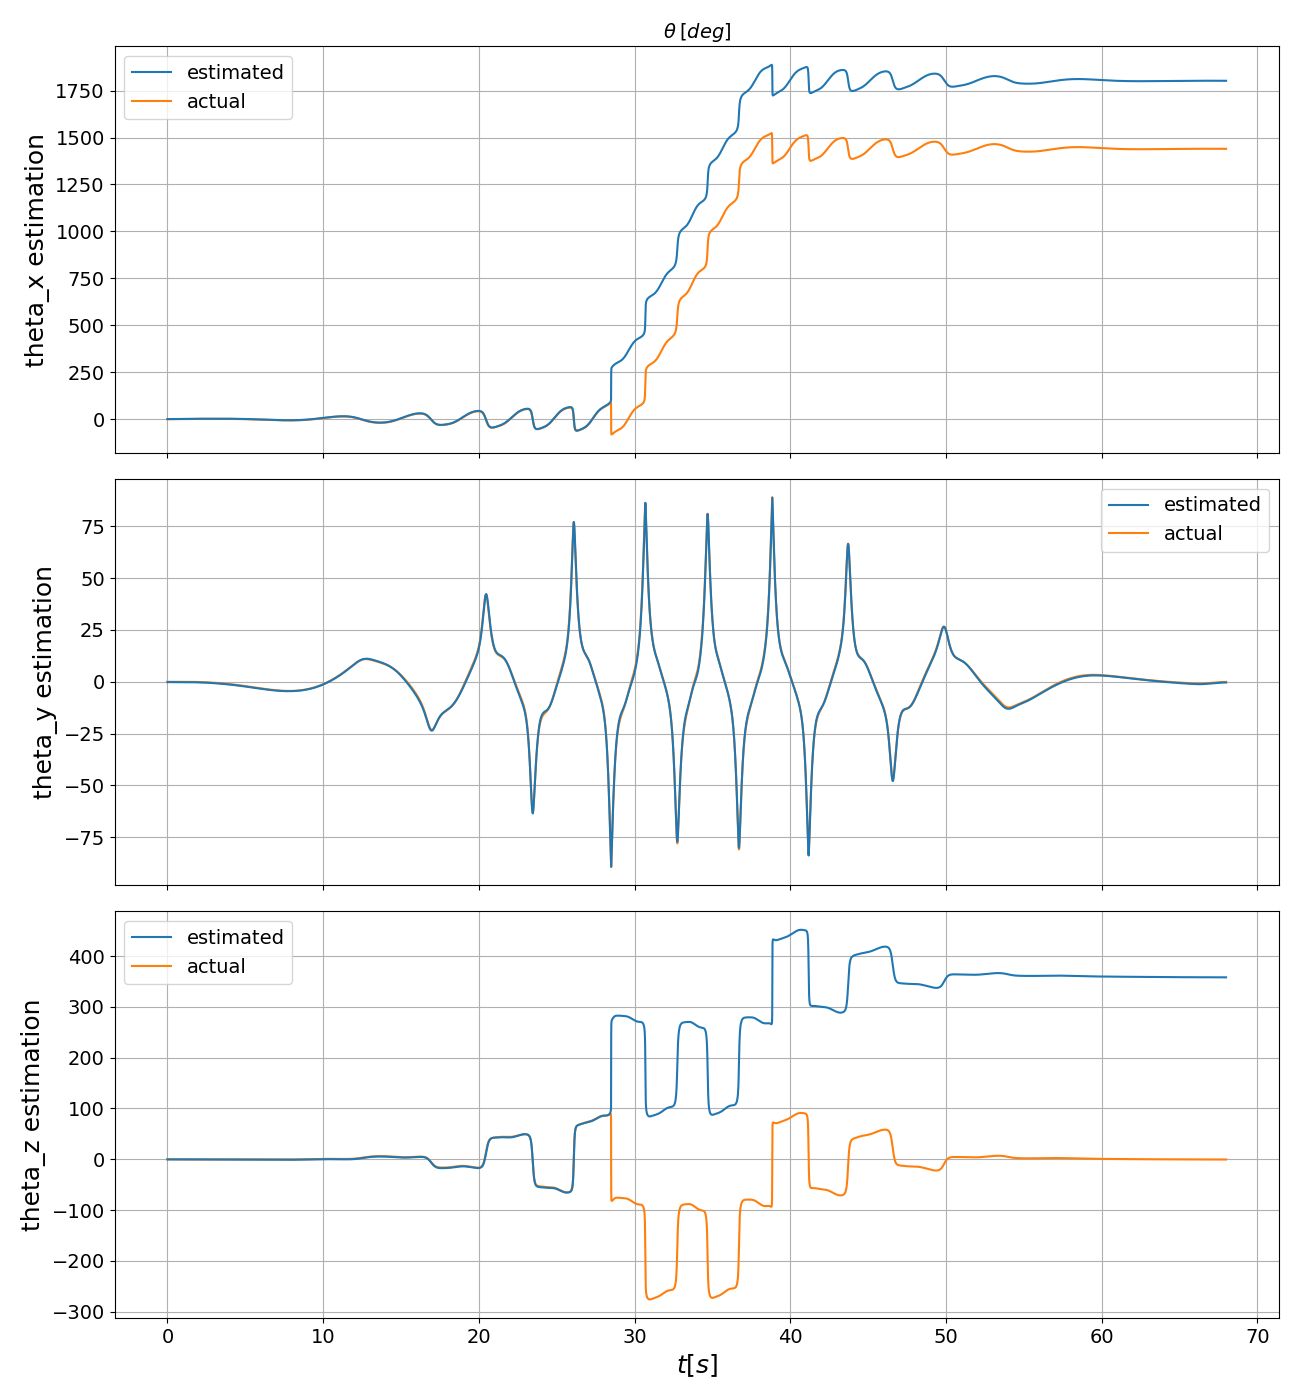 θ [deg]
theta_x estimation
estimated
actual
1750
1500
1250
1000
750
500
250
0
theta_y estimation
estimated
actual
75
50
25
0
−25
−50
−75
theta_z estimation
estimated
actual
400
300
200
100
0
−100
−200
−300
0 10 20 30 40 50 60 70
t[s]